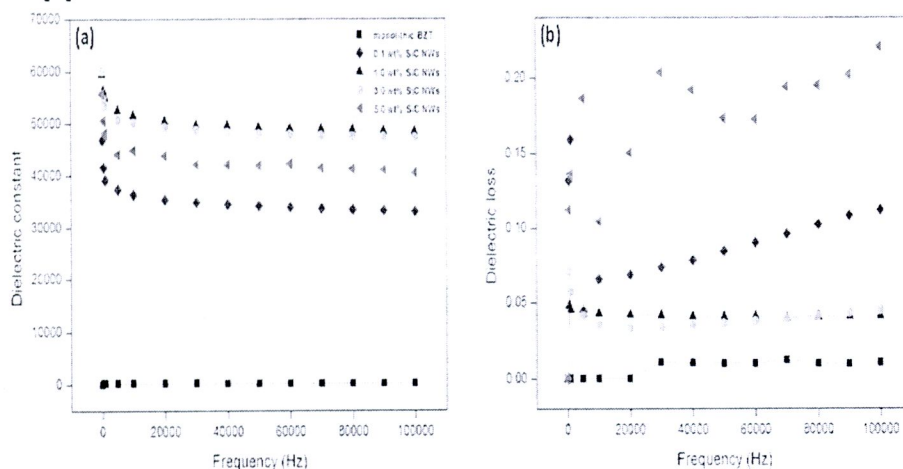 (a)
70000
60000
50000
40000
30000
20000
10000
0
Dielectric constant
monolithic BZT
0.1 wt% SiC NWs
1.0 wt% SiC NWs
3.0 wt% SiC NWs
5.0 wt% SiC NWs
0 20000 40000 60000 80000 100000
Frequency (Hz)
(b)
0.20
0.15
0.10
0.05
0.00
Dielectric loss
0 20000 40000 60000 80000 100000
Frequency (Hz)